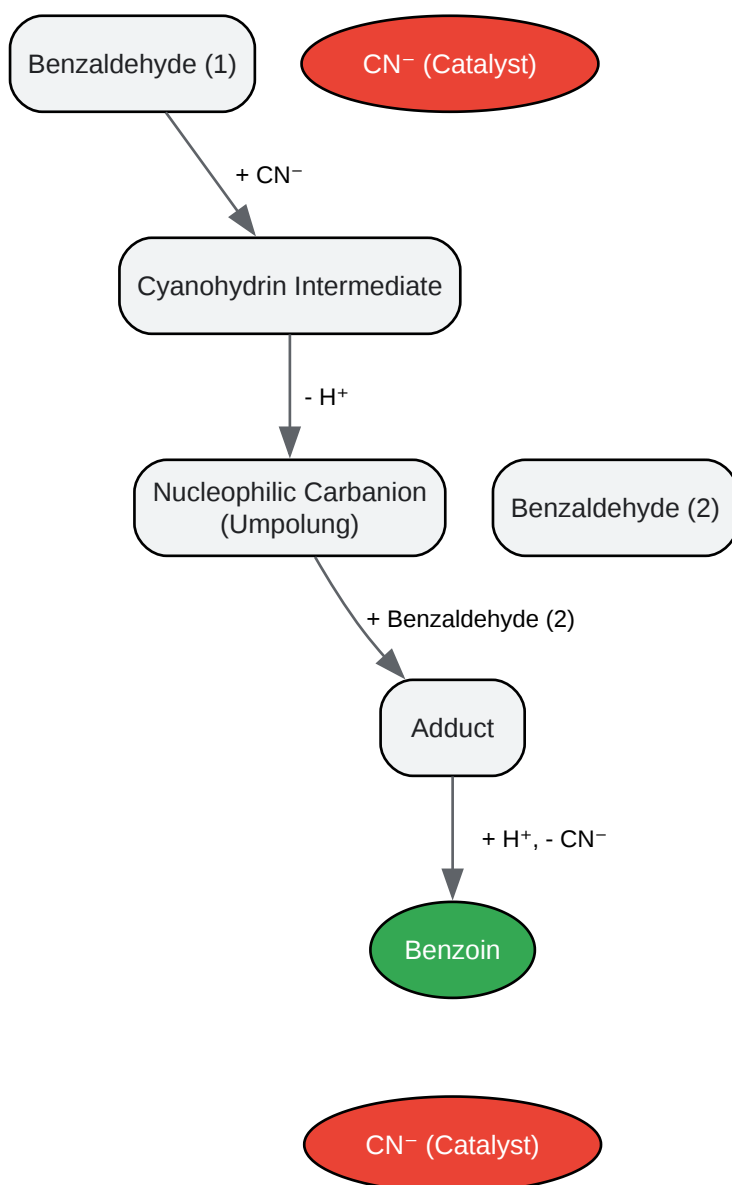 Benzaldehyde (1)
CN⁻ (Catalyst)
+ CN⁻
Cyanohydrin Intermediate
- H⁺
Nucleophilic Carbanion
(Umpolung)
Benzaldehyde (2)
+ Benzaldehyde (2)
Adduct
+ H⁺, - CN⁻
Benzoin
CN⁻ (Catalyst)